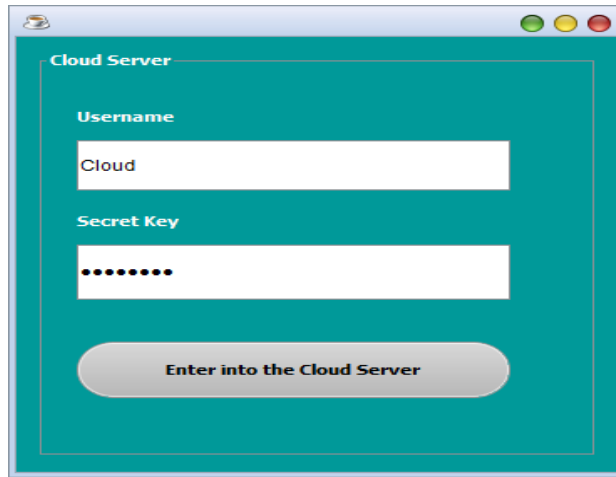 Cloud Server
Username
Cloud
Secret Key
••••••••
Enter into the Cloud Server